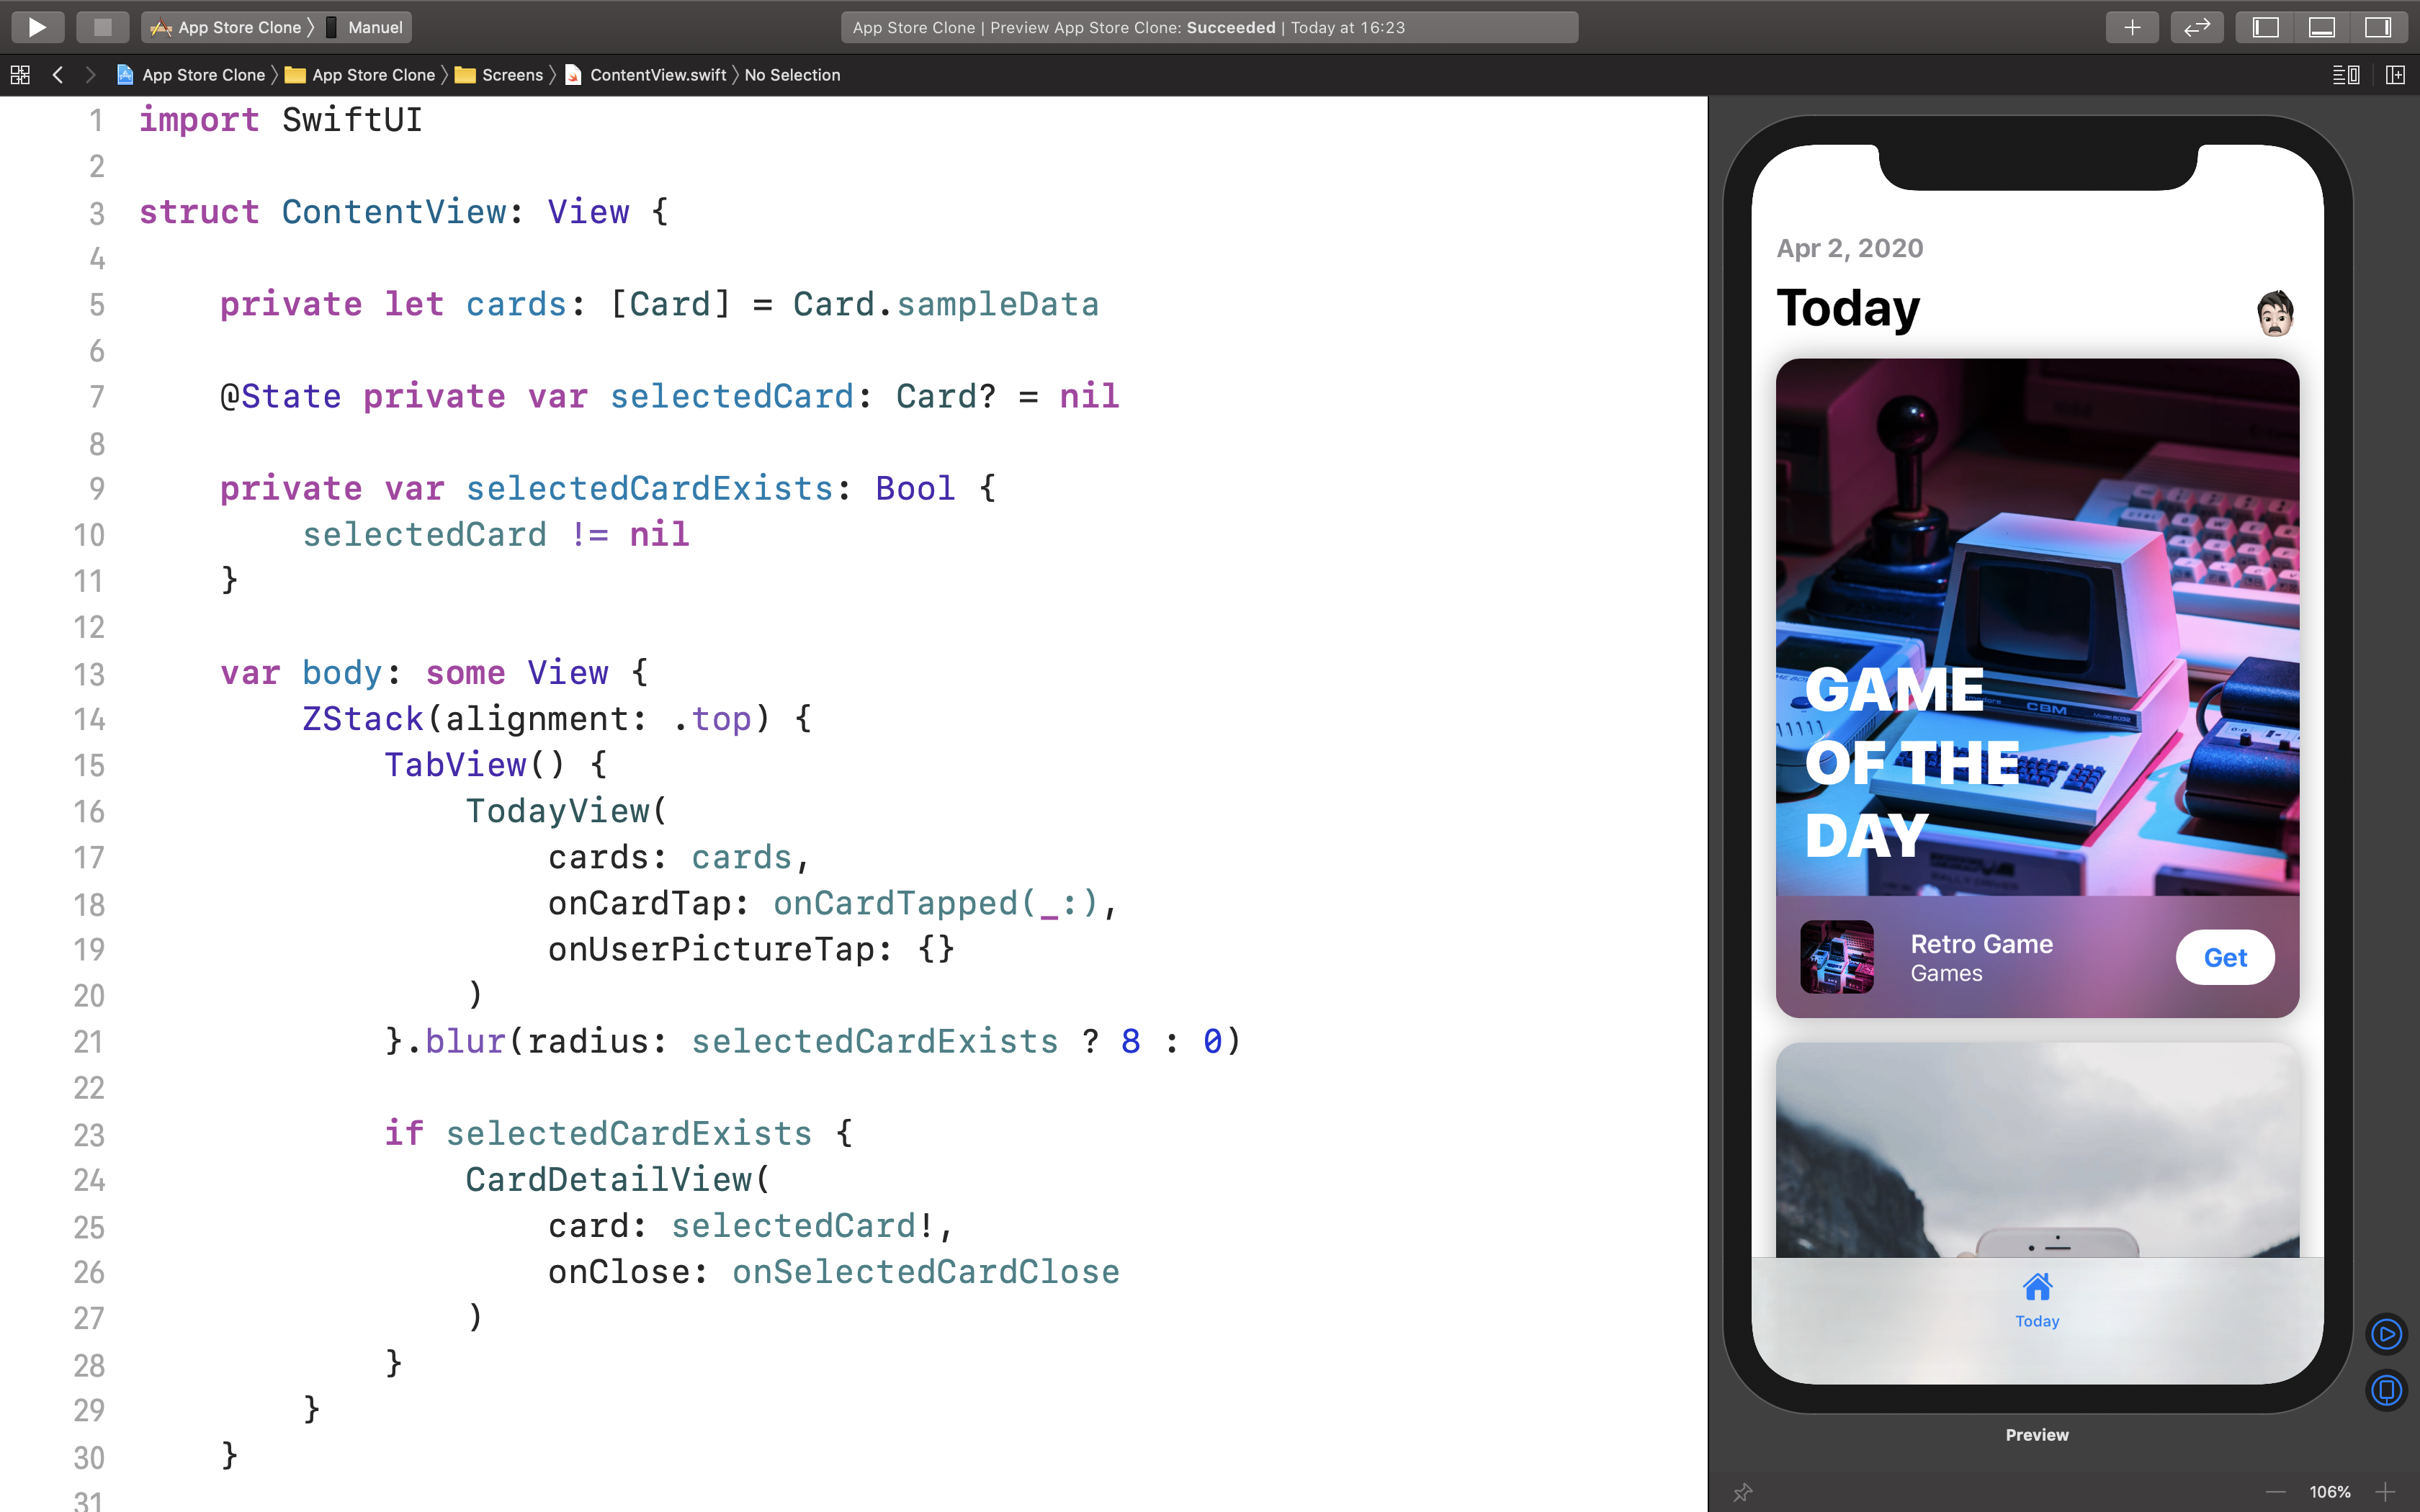 App Store Clone Manuel
App Store Clone | Preview App Store Clone: Succeeded | Today at 16:23
App Store Clone App Store Clone Screens ContentView.swift No Selection
1 import SwiftUI
2
3 struct ContentView: View {
4
5 private let cards: [Card] = Card.sampleData
6
7 @State private var selectedCard: Card? = nil
8
9 private var selectedCardExists: Bool {
10 selectedCard != nil
11 }
12
13 var body: some View {
14 ZStack(alignment: .top) {
15 TabView() {
16 TodayView(
17 cards: cards,
18 onCardTap: onCardTapped(_:),
19 onUserPictureTap: {}
20 )
21 }.blur(radius: selectedCardExists ? 8 : 0)
22
23 if selectedCardExists {
24 CardDetailView(
25 card: selectedCard!,
26 onClose: onSelectedCardClose
27 )
28 }
29 }
30 }
31
Apr 2, 2020
Today
CBM
GAME
OF THE
DAY
Retro Game
Games
Get
Today
Preview
106%